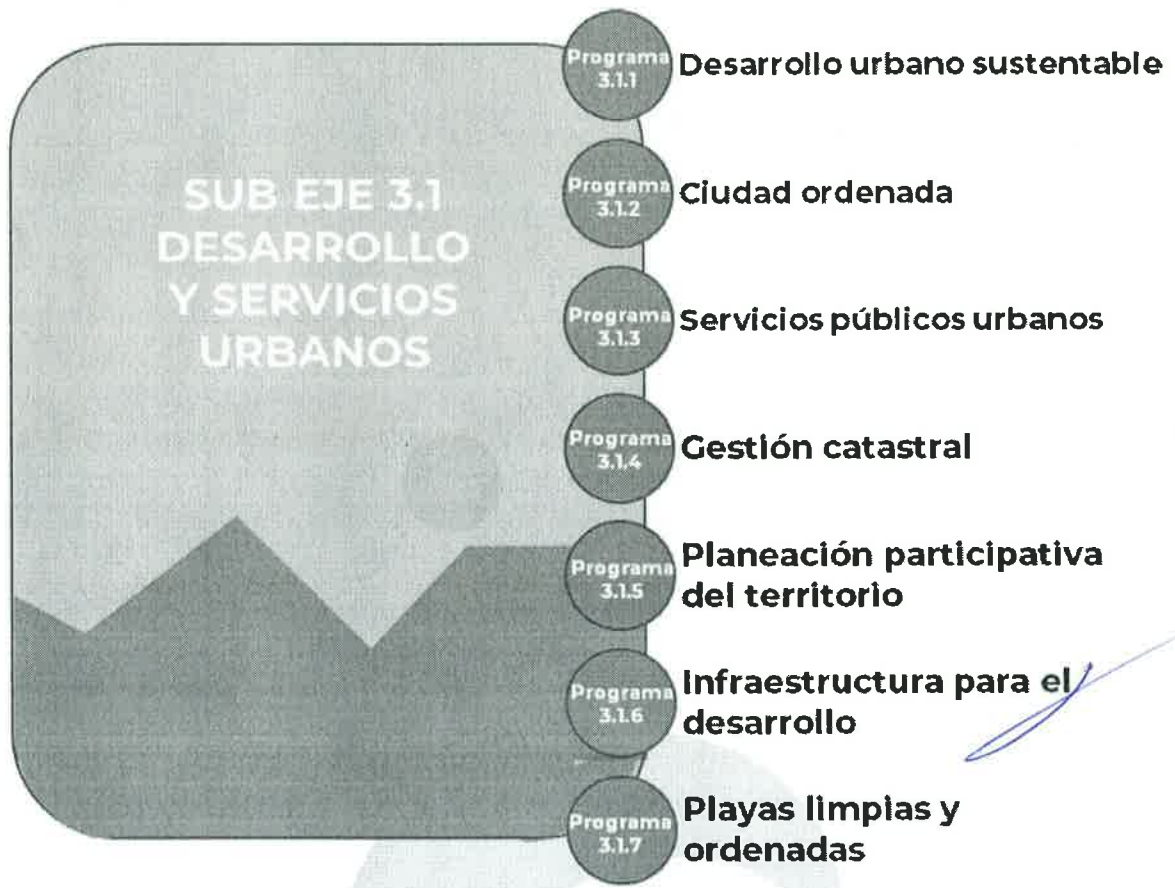 SUB EJE 3.1
DESARROLLO
Y SERVICIOS
URBANOS
Programa
3.1.1
Desarrollo urbano sustentable
Programa
3.1.2
Ciudad ordenada
Programa
3.1.3
Servicios públicos urbanos
Programa
3.1.4
Gestión catastral
Programa
3.1.5
Planeación participativa
del territorio
Programa
3.1.6
Infraestructura para el
desarrollo
Programa
3.1.7
Playas limpias y
ordenadas